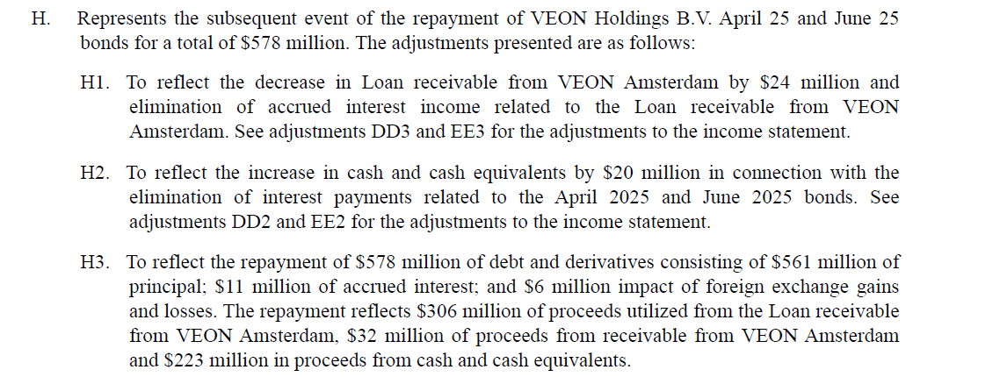 H. Represents the subsequent event of the repayment of VEON Holdings B.V. April 25 and June 25
bonds for a total of $578 million. The adjustments presented are as follows:
H1. To reflect the decrease in Loan receivable from VEON Amsterdam by $24 million and
elimination of accrued interest income related to the Loan receivable from VEON
Amsterdam. See adjustments DD3 and EE3 for the adjustments to the income statement.
H2. To reflect the increase in cash and cash equivalents by $20 million in connection with the
elimination of interest payments related to the April 2025 and June 2025 bonds. See
adjustments DD2 and EE2 for the adjustments to the income statement.
H3. To reflect the repayment of $578 million of debt and derivatives consisting of $561 million of
principal; $11 million of accrued interest; and $6 million impact of foreign exchange gains
and losses. The repayment reflects $306 million of proceeds utilized from the Loan receivable
from VEON Amsterdam, $32 million of proceeds from receivable from VEON Amsterdam
and $223 million in proceeds from cash and cash equivalents.